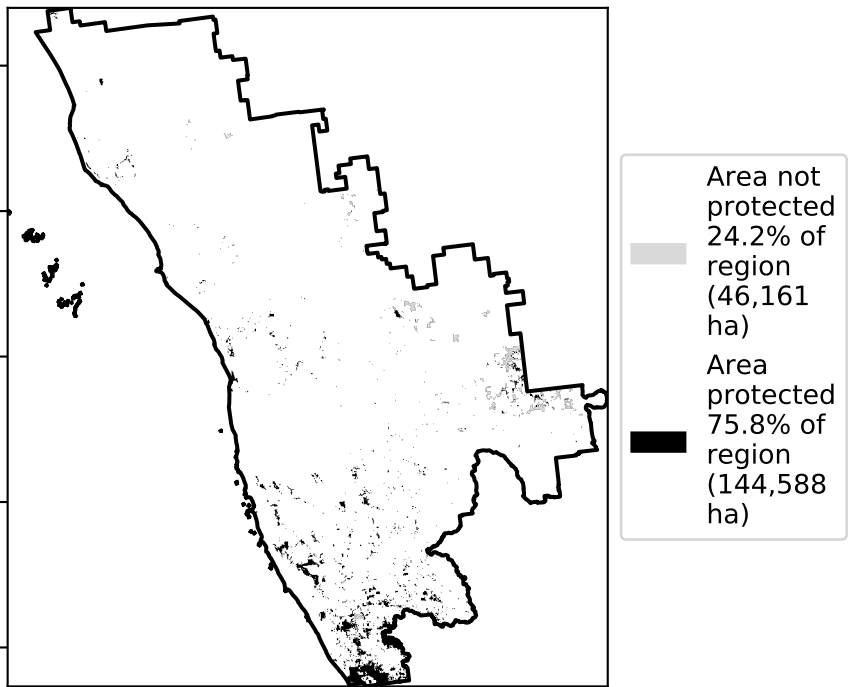 Area not
protected
24.2% of
region
(46,161
ha)
Area
protected
75.8% of
region
(144,588
ha)